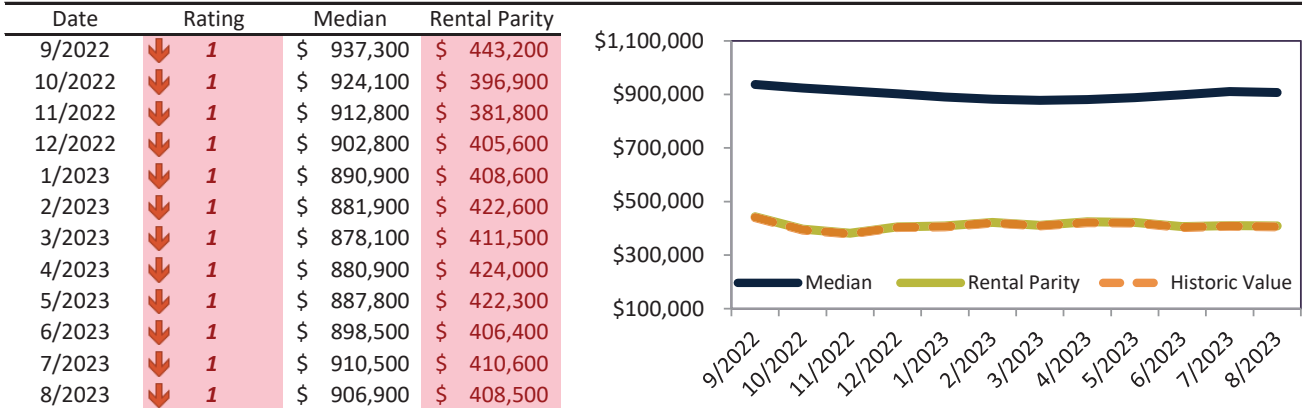 Date Rating Median Rental Parity
9/2022 1 $ 937,300 $ 443,200
10/2022 1 $ 924,100 $ 396,900
11/2022 1 $ 912,800 $ 381,800
12/2022 1 $ 902,800 $ 405,600
1/2023 1 $ 890,900 $ 408,600
2/2023 1 $ 881,900 $ 422,600
3/2023 1 $ 878,100 $ 411,500
4/2023 1 $ 880,900 $ 424,000
5/2023 1 $ 887,800 $ 422,300
6/2023 1 $ 898,500 $ 406,400
7/2023 1 $ 910,500 $ 410,600
8/2023 1 $ 906,900 $ 408,500
$1,100,000
$900,000
$700,000
$500,000
$300,000
$100,000
Median Rental Parity Historic Value
9/2022 10/2022 11/2022 12/2022 1/2023 2/2023 3/2023 4/2023 5/2023 6/2023 7/2023 8/2023